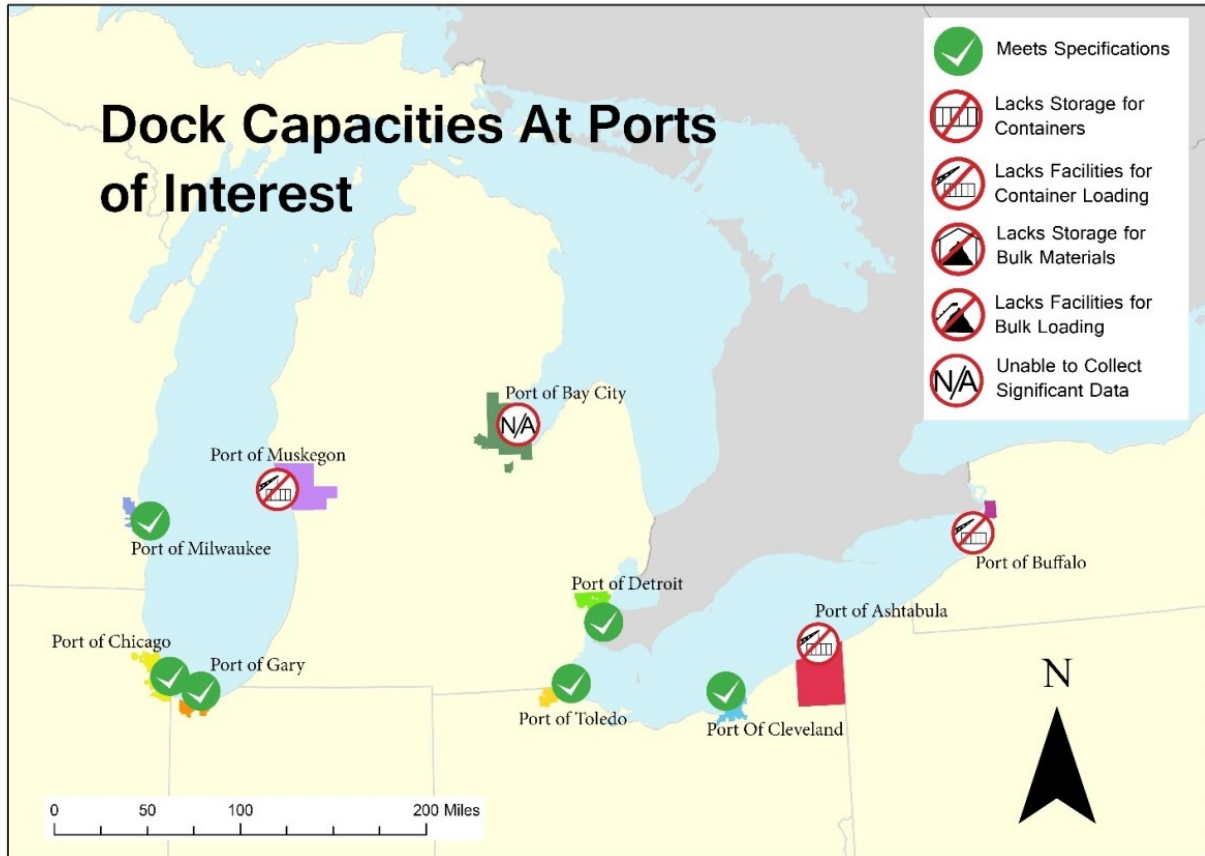 Dock Capacities At Ports
of Interest
Meets Specifications
Lacks Storage for
Containers
Lacks Facilities for
Container Loading
Lacks Storage for
Bulk Materials
Lacks Facilities for
Bulk Loading
N/A
Unable to Collect
Significant Data
Port of Bay City
N/A
Port of Muskegon
Port of Milwaukee
Port of Buffalo
Port of Detroit
Port of Ashtabula
Port of Chicago
Port of Gary
Port of Toledo
Port Of Cleveland
N
0 50 100 200 Miles